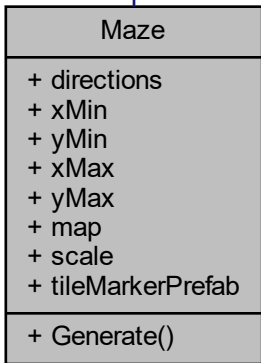 Maze
+ directions
+ xMin
+ yMin
+ xMax
+ yMax
+ map
+ scale
+ tileMarkerPrefab
+ Generate()